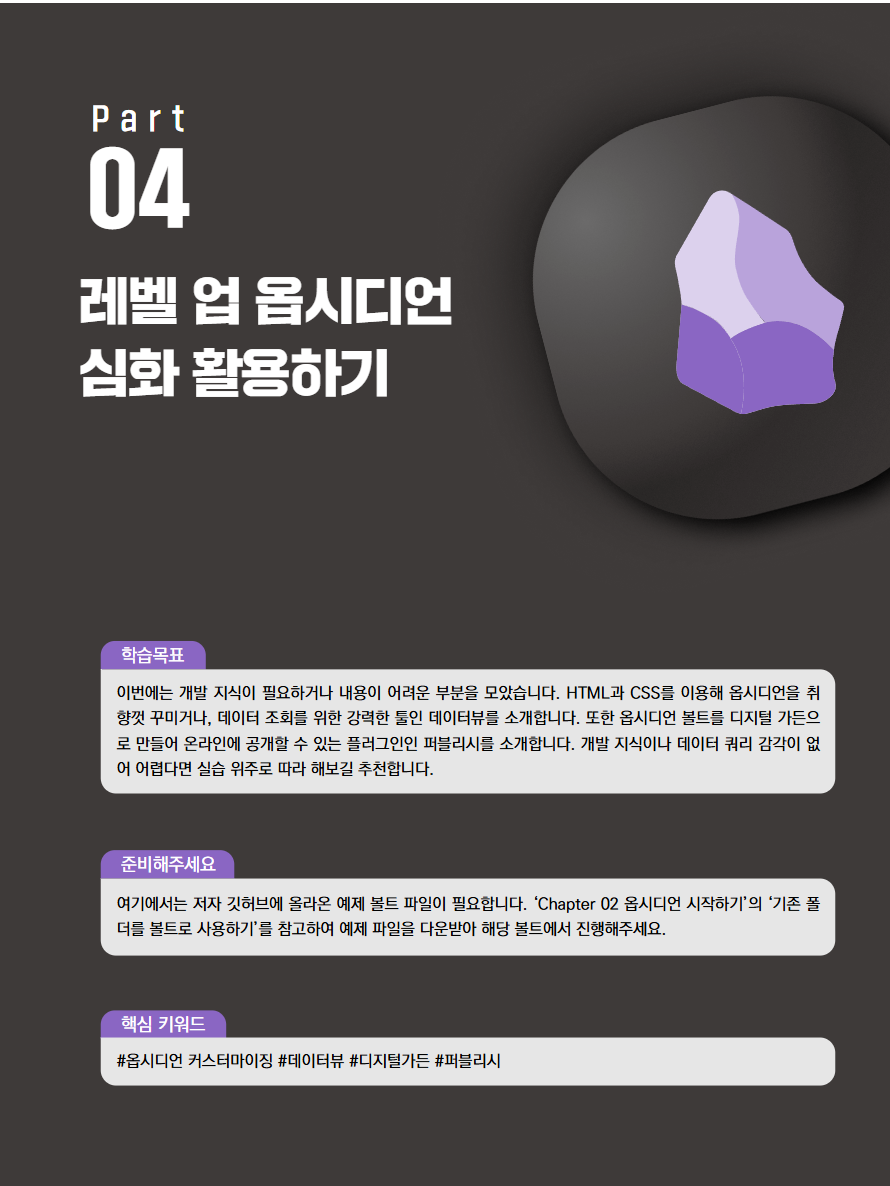 Part
04
레벨 업 옵시디언
심화 활용하기
학습목표
이번에는 개발 지식이 필요하거나 내용이 어려운 부분을 모았습니다. HTML과 CSS를 이용해 옵시디언을 취
향껏 꾸미거나, 데이터 조회를 위한 강력한 툴인 데이터뷰를 소개합니다. 또한 옵시디언 볼트를 디지털 가든으
로 만들어 온라인에 공개할 수 있는 플러그인인 퍼블리시를 소개합니다. 개발 지식이나 데이터 쿼리 감각이 없
어 어렵다면 실습 위주로 따라 해보길 추천합니다.
준비해주세요
여기에서는 저자 깃허브에 올라온 예제 볼트 파일이 필요합니다. ‘Chapter 02 옵시디언 시작하기’의 ‘기존 폴
더를 볼트로 사용하기’를 참고하여 예제 파일을 다운받아 해당 볼트에서 진행해주세요.
핵심 키워드
#옵시디언 커스터마이징 #데이터뷰 #디지털가든 #퍼블리시